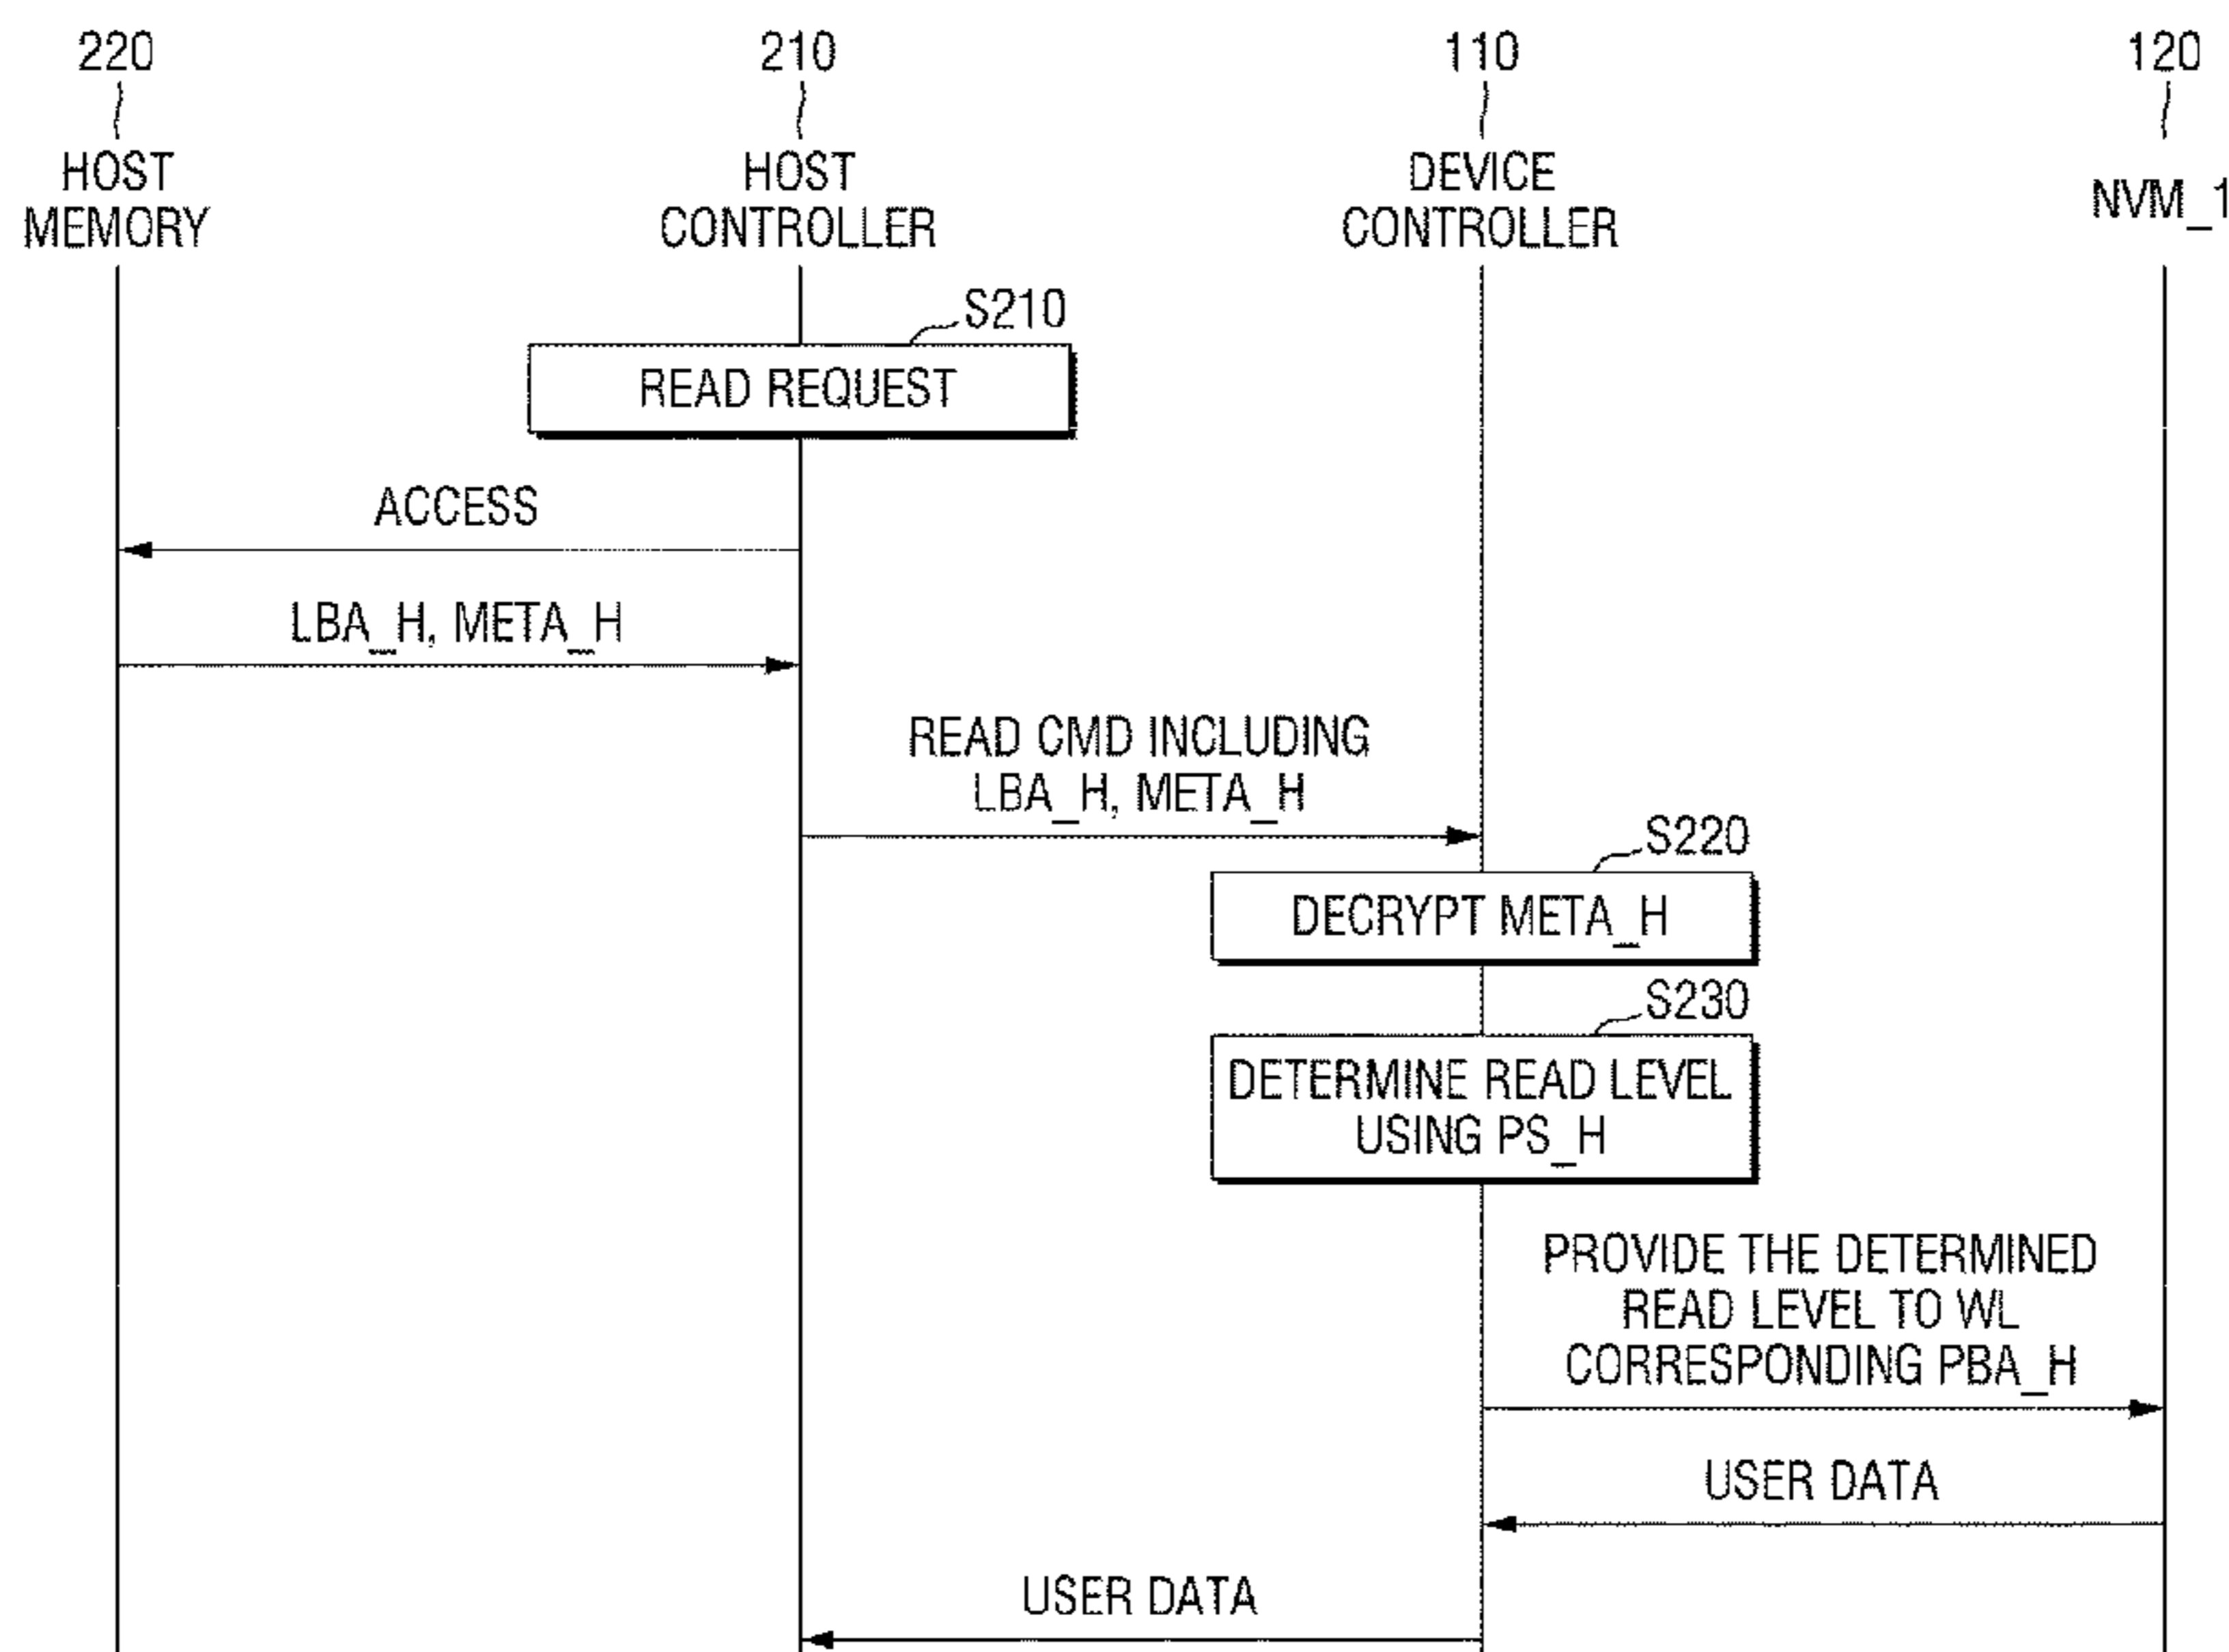 220
210
110
120
HOST
MEMORY
HOST
CONTROLLER
DEVICE
CONTROLLER
NVM_1
S210
READ REQUEST
ACCESS
LBA_H, META_H
READ CMD INCLUDING
LBA_H, META_H
S220
DECRYPT META_H
S230
DETERMINE READ LEVEL
USING PS_H
PROVIDE THE DETERMINED
READ LEVEL TO WL
CORRESPONDING PBA_H
USER DATA
USER DATA